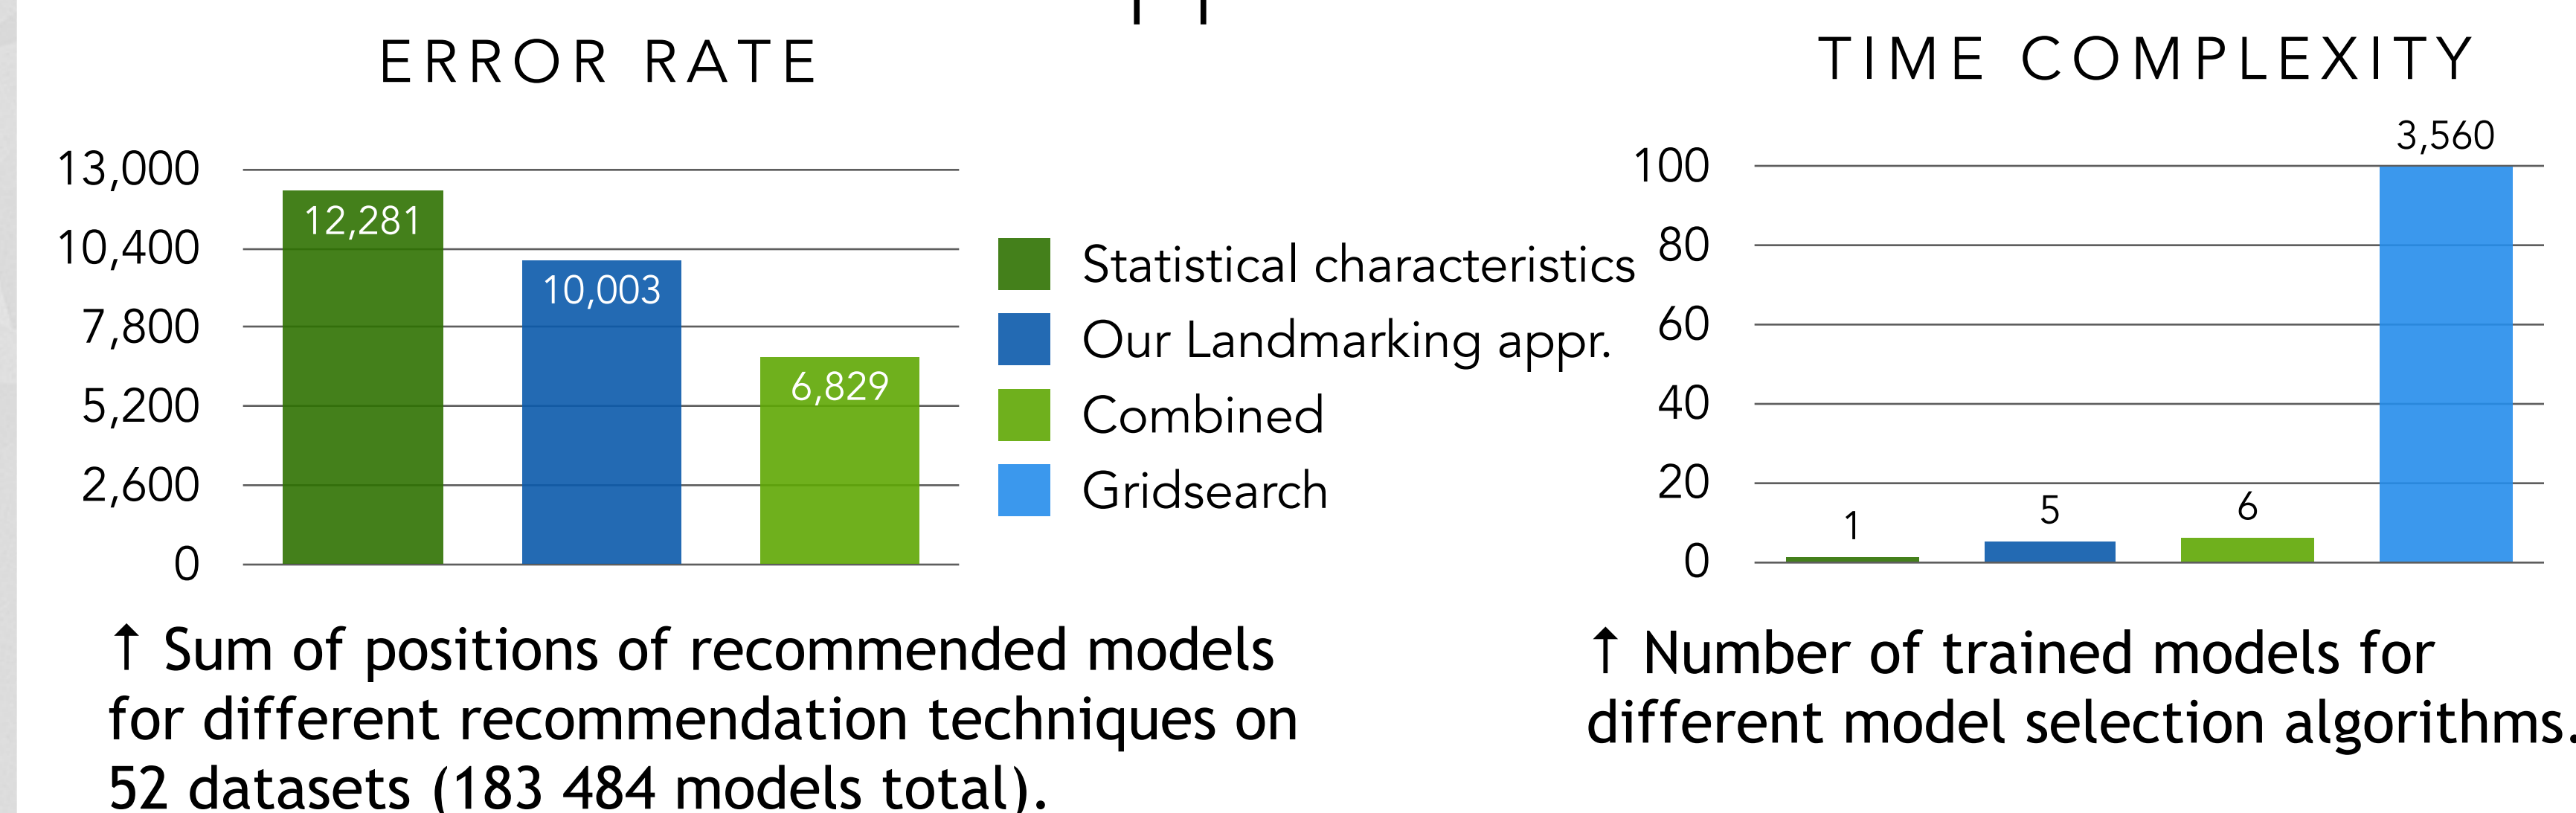 ERROR RATE
13,000
10,400
7,800
5,200
2,600
0
12,281
10,003
6,829
Statistical characteristics
Our Landmarking appr.
Combined
Gridsearch
↑ Sum of positions of recommended models
for different recommendation techniques on
52 datasets (183 484 models total).
TIME COMPLEXITY
100
80
60
40
20
0
1
5
6
3,560
↑ Number of trained models for
different model selection algorithms.